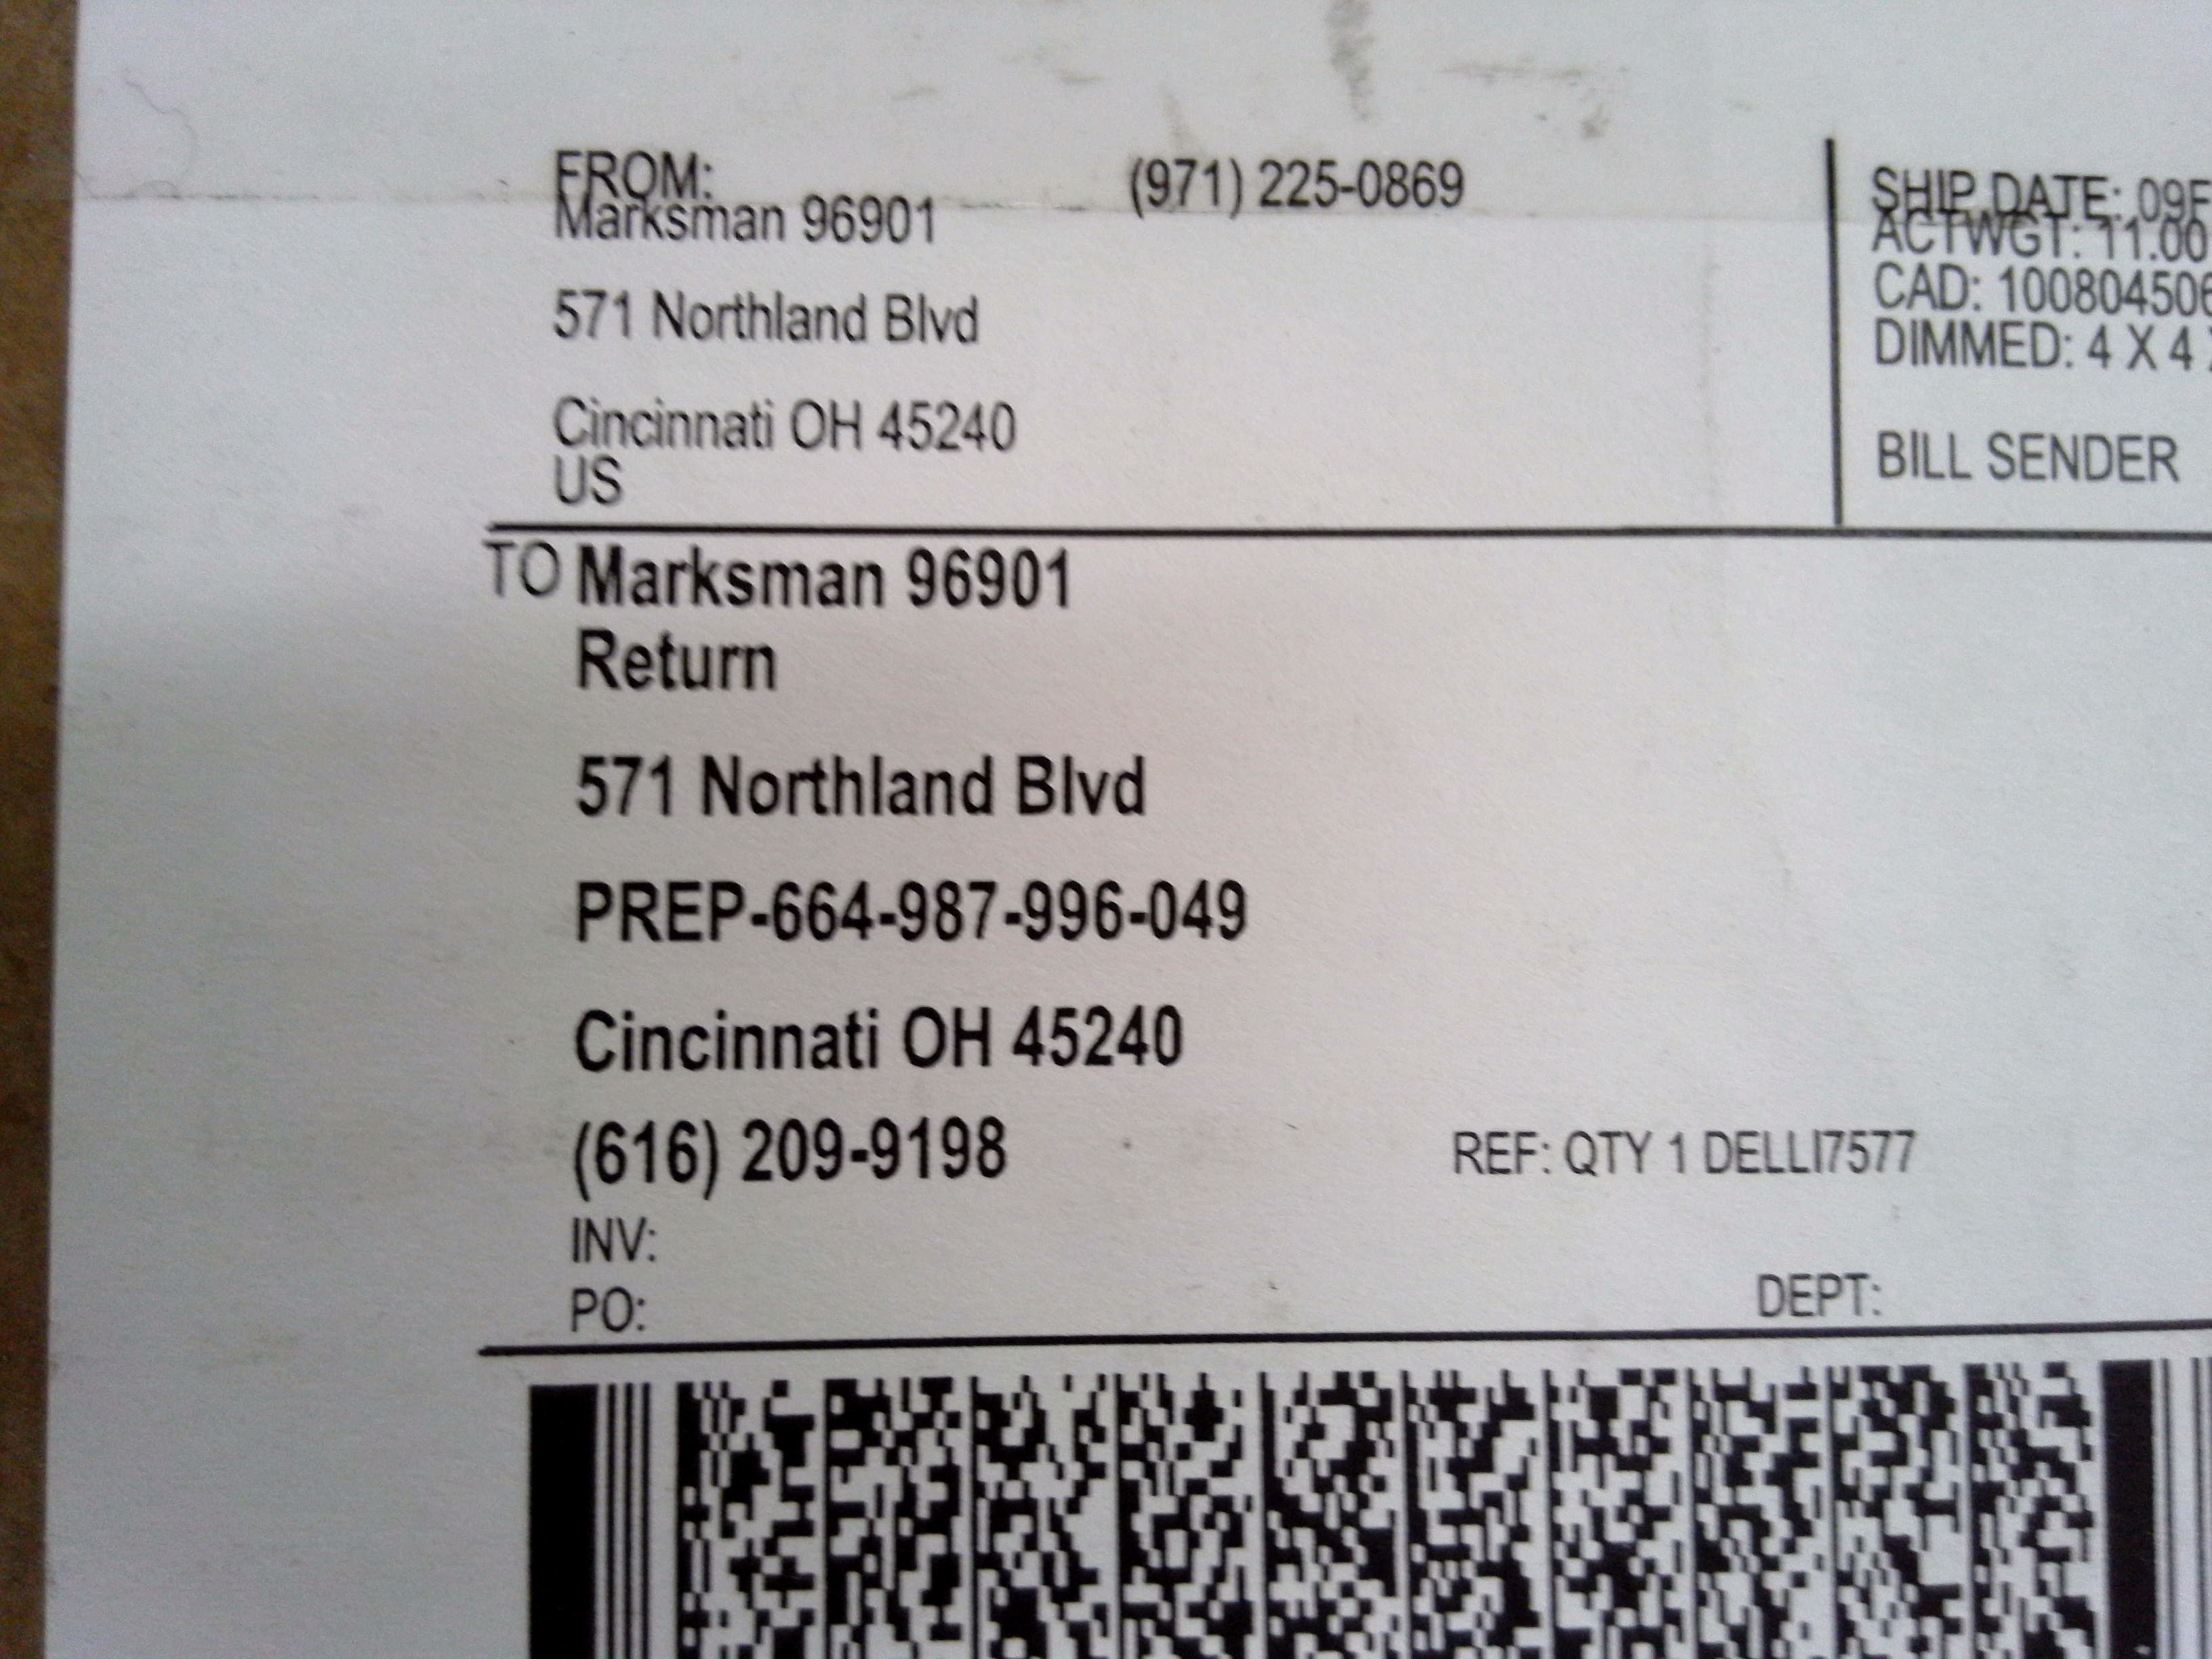 FROM:
(971) 225-0869
Marksman 96901
571 Northland Blvd
Cincinnati OH 45240
US
SHIP DATE: 09F
ACTWGT: 11.00
CAD: 100804506
DIMMED: 4 X 4
BILL SENDER
TO Marksman 96901
Return
571 Northland Blvd
PREP-664-987-996-049
Cincinnati OH 45240
(616) 209-9198
REF: QTY 1 DELLI7577
INV:
PO:
DEPT: